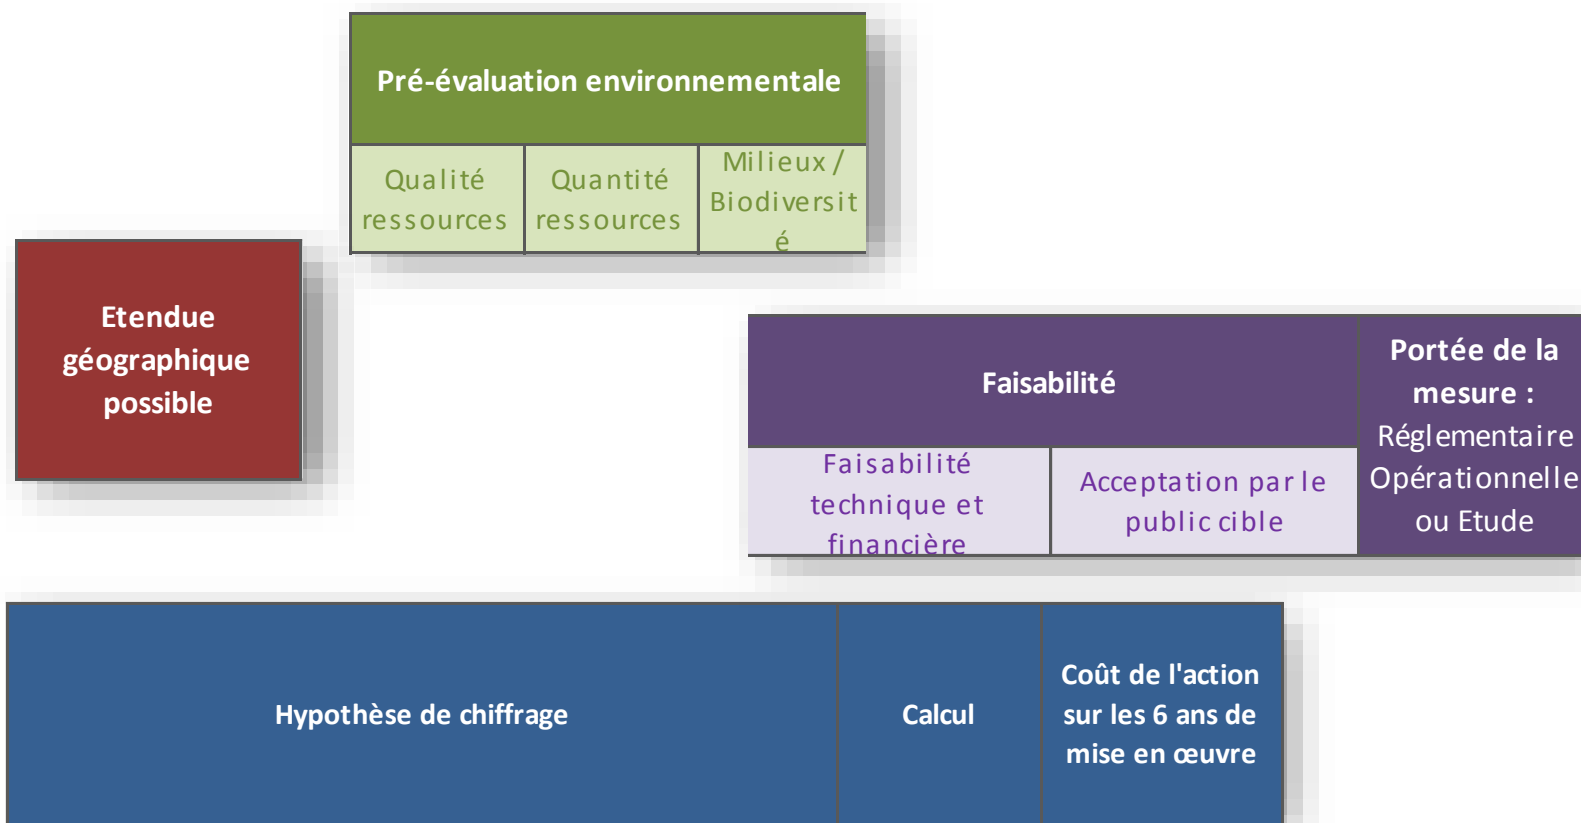 Pré-évaluation environnementale
Qualité
ressources
Quantité
ressources
Milieux /
Biodiversit
é
Etendue
géographique
possible
Faisabilité
Faisabilité
technique et
financière
Acceptation par le
public cible
Portée de la
mesure :
Réglementaire
Opérationnelle
ou Etude
Hypothèse de chiffrage
Calcul
Coût de l'action
sur les 6 ans de
mise en œuvre